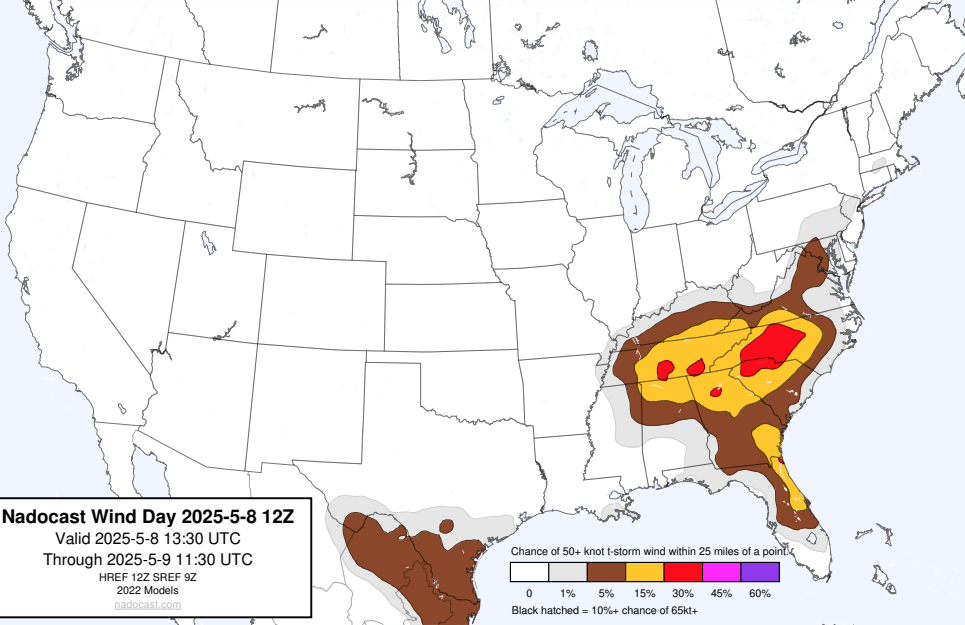 Nadocast Wind Day 2025-5-8 12Z
Valid 2025-5-8 13:30 UTC
Through 2025-5-9 11:30 UTC
HREF 12Z SREF 9Z
2022 Models
nadocast.com
Chance of 50+ knot t-storm wind within 25 miles of a point.
0 1% 5% 15% 30% 45% 60%
Black hatched = 10%+ chance of 65kt+